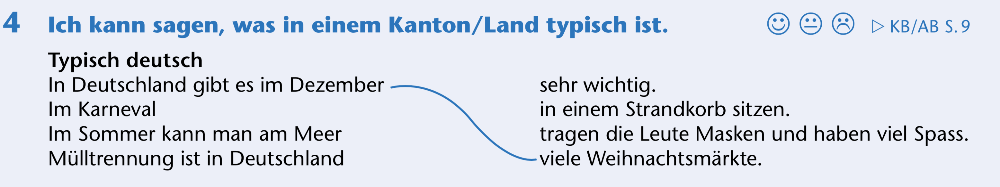 4 Ich kann sagen, was in einem Kanton/Land typisch ist. ▷ KB/AB S. 9
Typisch deutsch
In Deutschland gibt es im Dezember
Im Karneval
Im Sommer kann man am Meer
Mülltrennung ist in Deutschland
sehr wichtig.
in einem Strandkorb sitzen.
tragen die Leute Masken und haben viel Spass.
viele Weihnachtsmärkte.